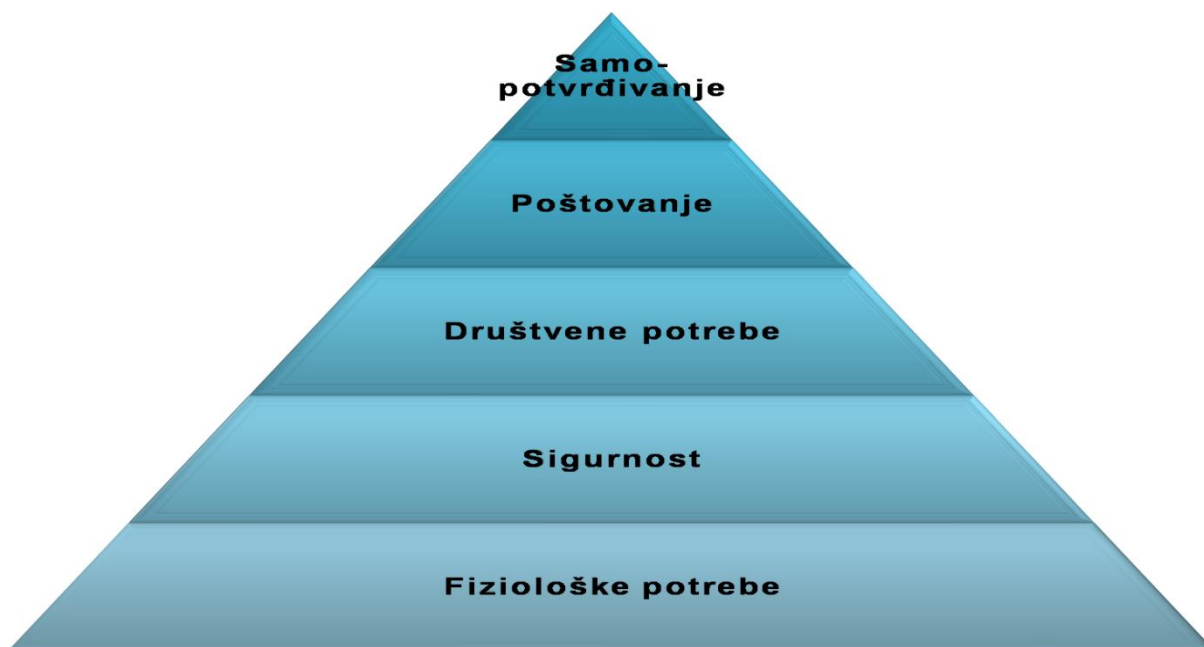 Samo-
potvrđivanje
Poštovanje
Društvene potrebe
Sigurnost
Fiziološke potrebe